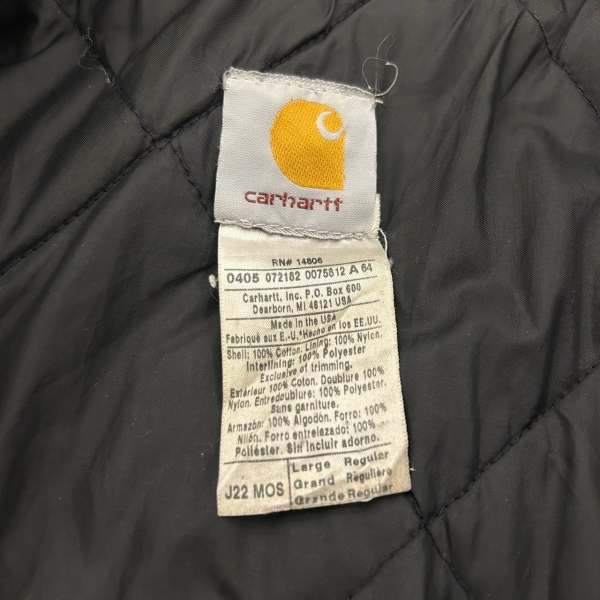 carhartt
RN# 14806
0405 072182 0075812 A 64
Carhartt, Inc. P.O. Box 600
Dearborn, MI 48121 USA
Made in the USA
Fabriqué aux E.-U. *Hecho en los EE.UU.
Shell: 100% Cotton. Lining: 100% Nylon.
Interlining: 100% Polyester
Exclusive of trimming.
Extérieur 100% Coton. Doublure 100%
Nylon. Entredoublure 100% Polyester.
Sans garniture.
Armazón: 100% Algodon. Forro: 100%
Nilón. Forro entrelazado: 100%
Poliéster. Sin incluir adorno.
J22 MOS
Large Regular
Grand Régulière
Grande Regular